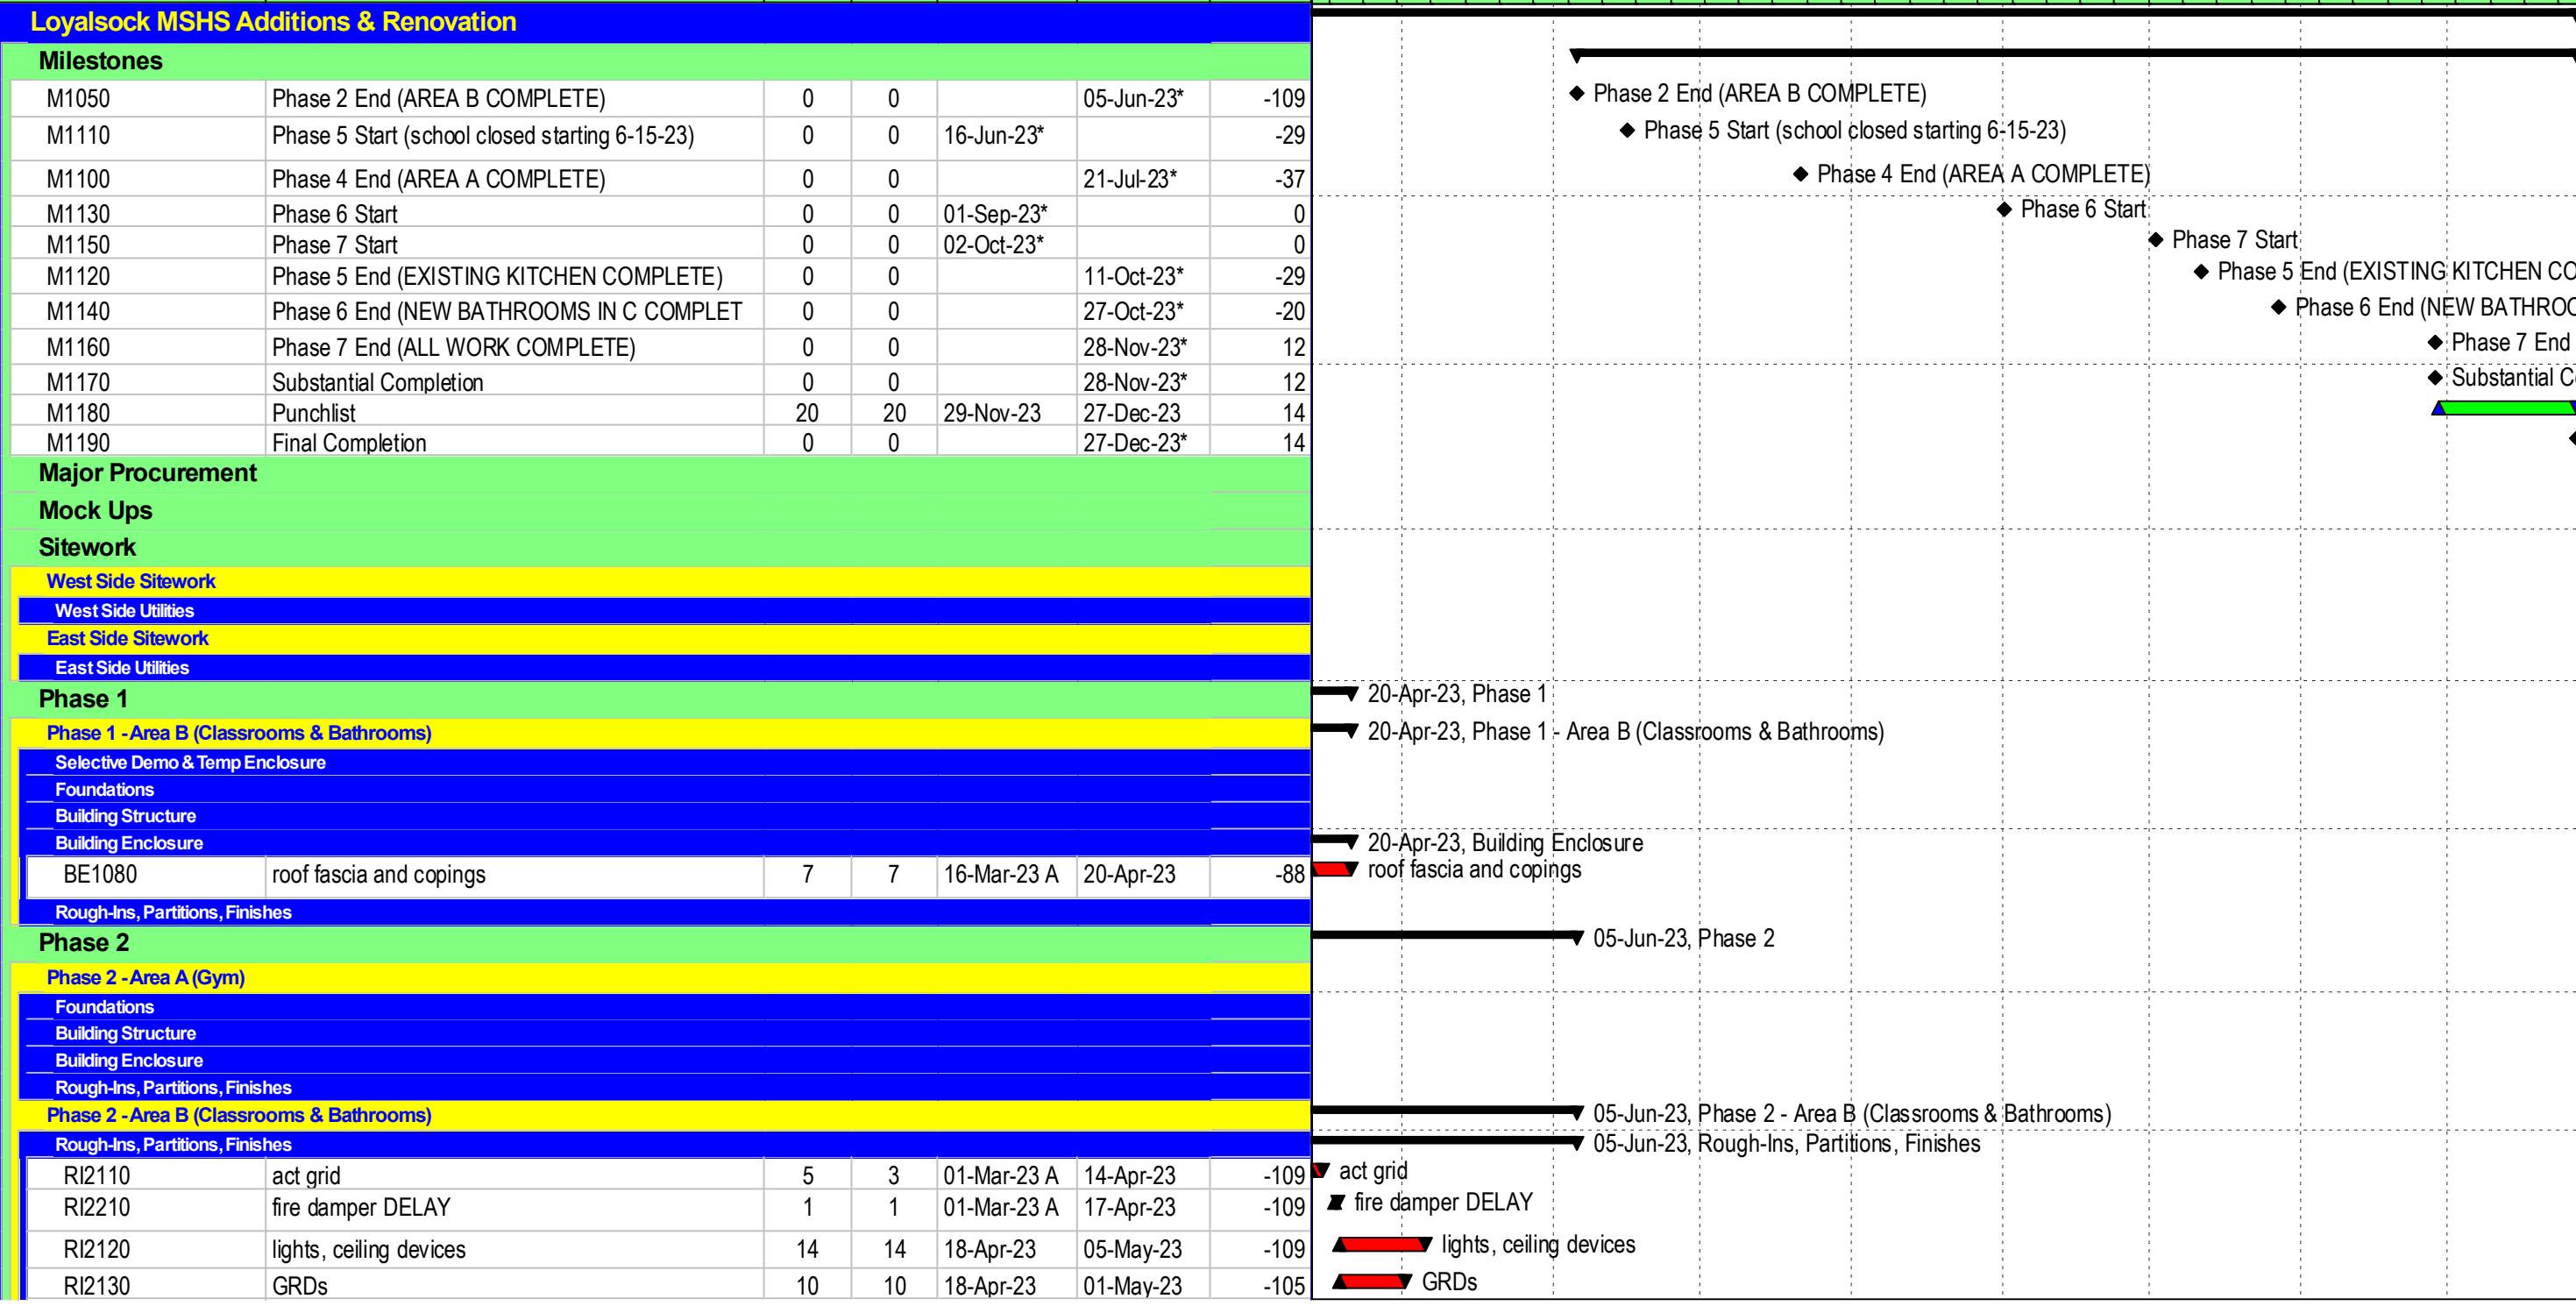 Loyalsock MSHS Additions & Renovation
Milestones
M1050 Phase 2 End (AREA B COMPLETE) 0 0 05-Jun-23* -109 Phase 2 End (AREA B COMPLETE)
M1110 Phase 5 Start (school closed starting 6-15-23) 0 0 16-Jun-23* -29 Phase 5 Start (school closed starting 6-15-23)
M1100 Phase 4 End (AREA A COMPLETE) 0 0 21-Jul-23* -37 Phase 4 End (AREA A COMPLETE)
M1130 Phase 6 Start 0 0 01-Sep-23* 0 Phase 6 Start
M1150 Phase 7 Start 0 0 02-Oct-23* 0 Phase 7 Start
M1120 Phase 5 End (EXISTING KITCHEN COMPLETE) 0 0 11-Oct-23* -29 Phase 5 End (EXISTING KITCHEN CO
M1140 Phase 6 End (NEW BATHROOMS IN C COMPLET 0 0 27-Oct-23* -20 Phase 6 End (NEW BATHROO
M1160 Phase 7 End (ALL WORK COMPLETE) 0 0 28-Nov-23* 12 Phase 7 End
M1170 Substantial Completion 0 0 28-Nov-23* 12 Substantial C
M1180 Punchlist 20 20 29-Nov-23 27-Dec-23 14
M1190 Final Completion 0 0 27-Dec-23* 14
Major Procurement
Mock Ups
Sitework
West Side Sitework
West Side Utilities
East Side Sitework
East Side Utilities
Phase 1 20-Apr-23, Phase 1
Phase 1 - Area B (Classrooms & Bathrooms) 20-Apr-23, Phase 1 - Area B (Classrooms & Bathrooms)
Selective Demo & Temp Enclosure
Foundations
Building Structure
Building Enclosure 20-Apr-23, Building Enclosure
BE1080 roof fascia and copings 7 7 16-Mar-23 A 20-Apr-23 -88 roof fascia and copings
Rough-Ins, Partitions, Finishes
Phase 2 05-Jun-23, Phase 2
Phase 2 - Area A (Gym)
Foundations
Building Structure
Building Enclosure
Rough-Ins, Partitions, Finishes
Phase 2 - Area B (Classrooms & Bathrooms) 05-Jun-23, Phase 2 - Area B (Classrooms & Bathrooms)
Rough-Ins, Partitions, Finishes 05-Jun-23, Rough-Ins, Partitions, Finishes
RI2110 act grid 5 3 01-Mar-23 A 14-Apr-23 -109 act grid
RI2210 fire damper DELAY 1 1 01-Mar-23 A 17-Apr-23 -109 fire damper DELAY
RI2120 lights, ceiling devices 14 14 18-Apr-23 05-May-23 -109 lights, ceiling devices
RI2130 GRDs 10 10 18-Apr-23 01-May-23 -105 GRDs